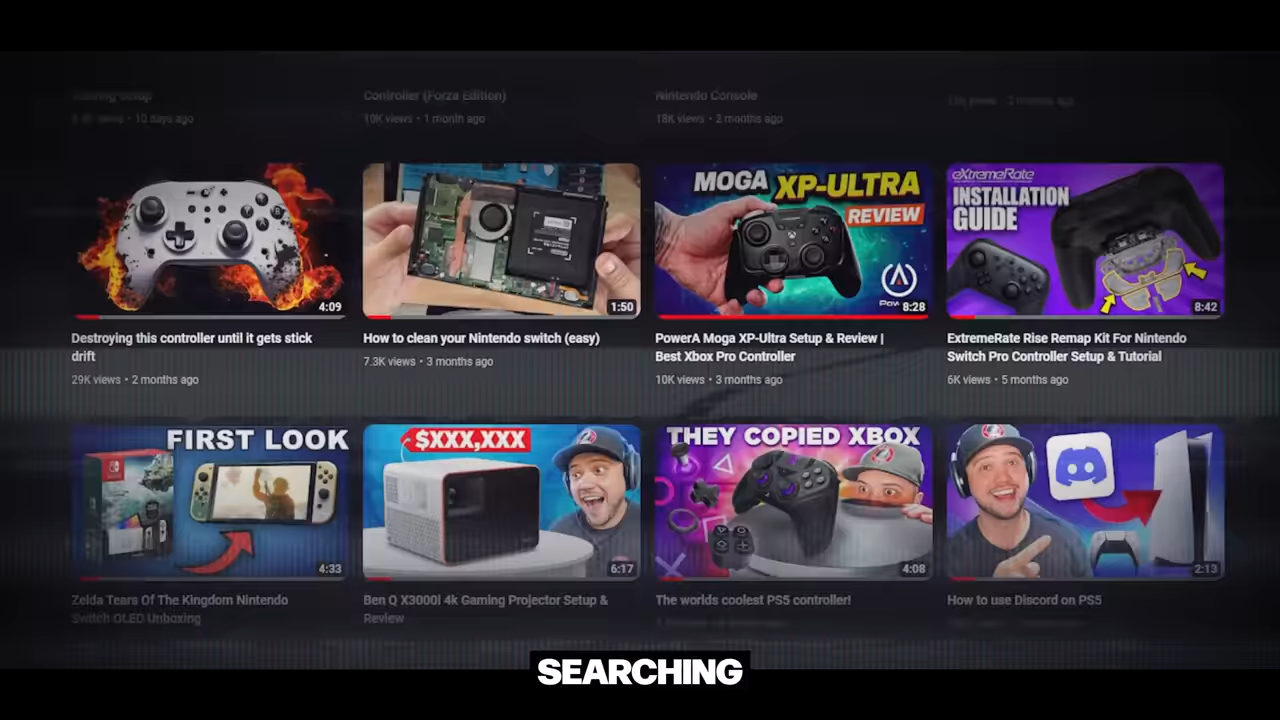 Controller (Forza Edition)
Nintendo Console
10 days ago
10K views • 1 month ago
18K views • 2 months ago
MOGA XP-ULTRA
REVIEW
8:28
eXtremeRate
INSTALLATION
GUIDE
8:42
4:09
1:50
Destroying this controller until it gets stick
drift
29K views • 2 months ago
How to clean your Nintendo switch (easy)
7.3K views • 3 months ago
PowerA Moga XP-Ultra Setup & Review |
Best Xbox Pro Controller
10K views • 3 months ago
ExtremeRate Rise Remap Kit For Nintendo
Switch Pro Controller Setup & Tutorial
6K views • 5 months ago
FIRST LOOK
4:33
$XXX,XXX
6:17
THEY COPIED XBOX
4:08
2:13
Zelda Tears Of The Kingdom Nintendo
Switch OLED Unboxing
Ben Q X3000i 4k Gaming Projector Setup &
Review
The worlds coolest PS5 controller!
How to use Discord on PS5
SEARCHING